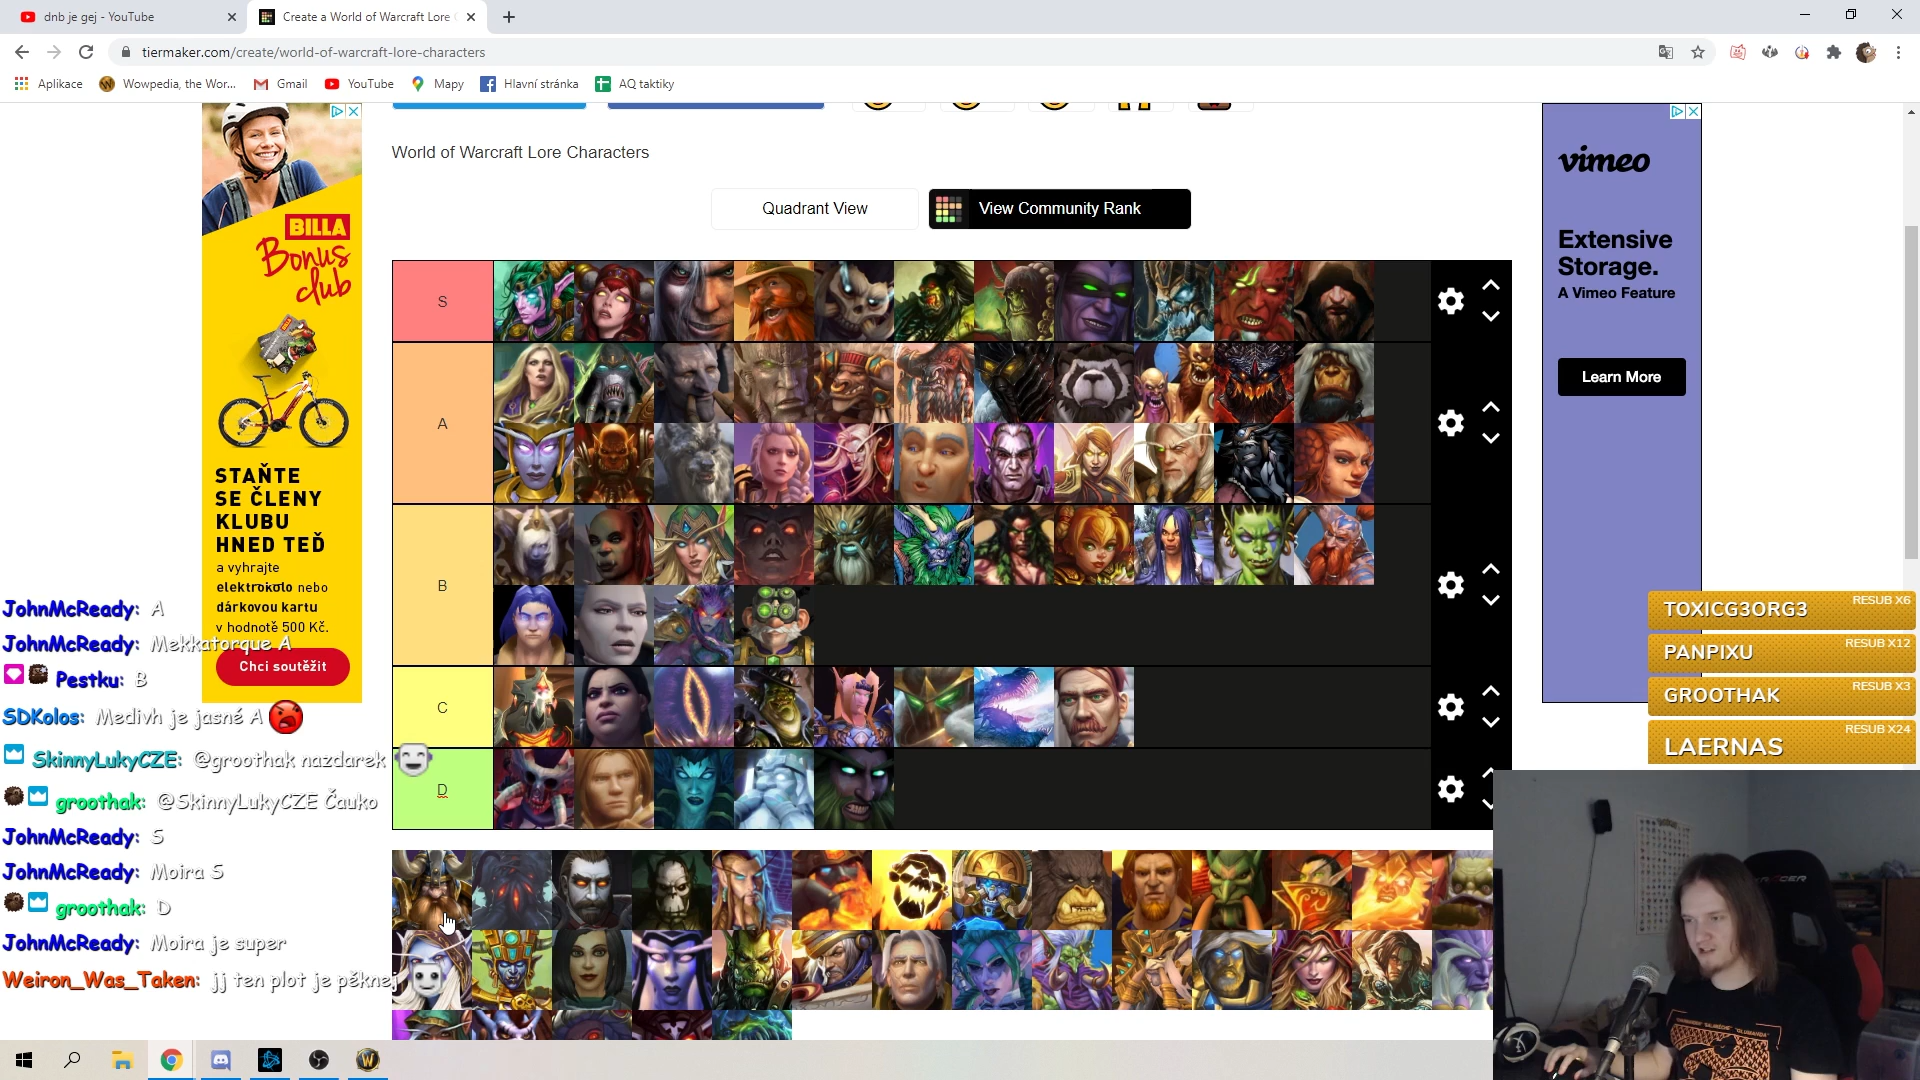 dnb je gej - YouTube
Create a World of Warcraft Lore C
tiermaker.com/create/world-of-warcraft-lore-characters
Aplikace
Wowpedia, the Wor...
Gmail
YouTube
Mapy
Hlavní stránka
AQ taktiky
World of Warcraft Lore Characters
Quadrant View
View Community Rank
S
A
B
C
D
BILLA
Bonus
club
STAŇTE
SE ČLENY
KLUBU
HNED TEĎ
a vyhrajte
elektrokolo nebo
dárkovou kartu
v hodnotě 500 Kč.
Chci soutěžit
vimeo
Extensive
Storage.
A Vimeo Feature
Learn More
JohnMcReady: A
JohnMcReady: Mekkatorque A
Pestku: B
SDKolos: Medivh je jasné A
SkinnyLukyCZE: @groothak nazdarek
groothak: @SkinnyLukyCZE Čauko
JohnMcReady: S
JohnMcReady: Moira S
groothak: D
JohnMcReady: Moira je super
Weiron_Was_Taken: jj ten plot je pěknej
TOXICG3ORG3
RESUB X6
PANPIXU
RESUB X12
GROOTHAK
RESUB X3
LAERNAS
RESUB X24